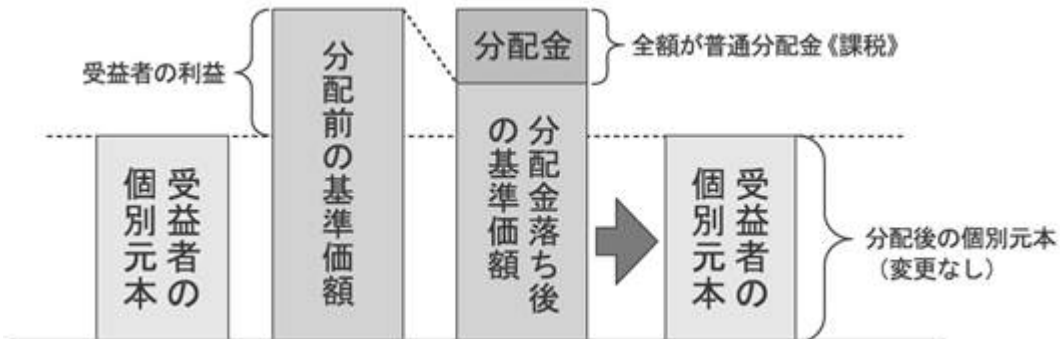 受益者の利益
分配前の基準価額
分配金
全額が普通分配金《課税》
受益者の
個別元本
分配金落ち後
の基準価額
受益者の
個別元本
分配後の個別元本
（変更なし）